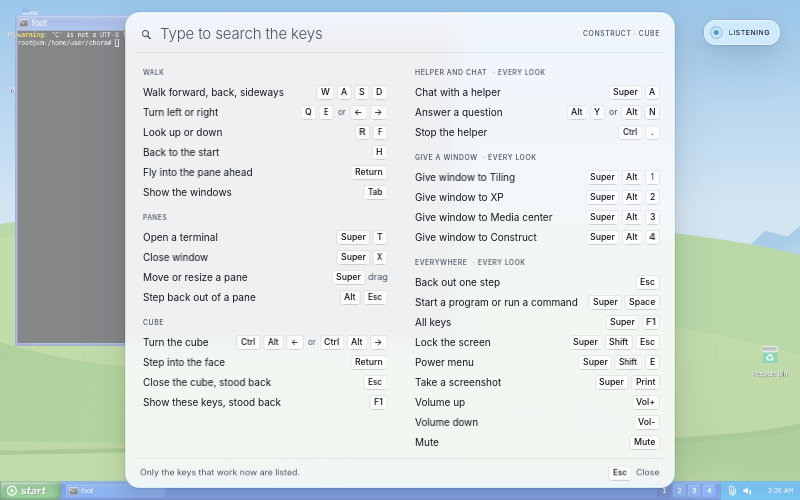 foot
warning: 'C' is not a UTF-8
root@vm:/home/user/chora#
Type to search the keys
CONSTRUCT · CUBE
LISTENING
WALK
Walk forward, back, sideways W A S D
Turn left or right Q E or ← →
Look up or down R F
Back to the start H
Fly into the pane ahead Return
Show the windows Tab
PANES
Open a terminal Super T
Close window Super X
Move or resize a pane Super drag
Step back out of a pane Alt Esc
CUBE
Turn the cube Ctrl Alt ← or Ctrl Alt →
Step into the face Return
Close the cube, stood back Esc
Show these keys, stood back F1
HELPER AND CHAT · EVERY LOOK
Chat with a helper Super A
Answer a question Alt Y or Alt N
Stop the helper Ctrl .
GIVE A WINDOW · EVERY LOOK
Give window to Tiling Super Alt 1
Give window to XP Super Alt 2
Give window to Media center Super Alt 3
Give window to Construct Super Alt 4
EVERYWHERE · EVERY LOOK
Back out one step Esc
Start a program or run a command Super Space
All keys Super F1
Lock the screen Super Shift Esc
Power menu Super Shift E
Take a screenshot Super Print
Volume up Vol+
Volume down Vol-
Mute Mute
Only the keys that work now are listed.
Esc Close
Recycle Bin
start
foot
1 2 3 4
3:26 AM